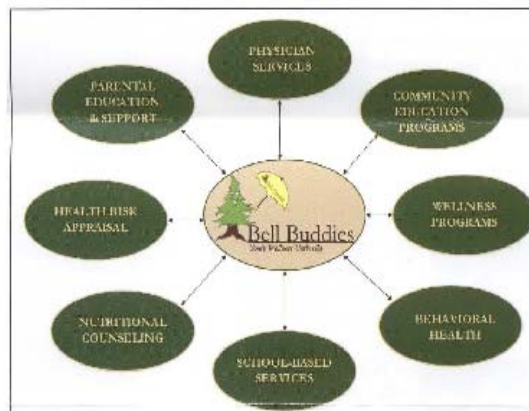 PHYSICIAN
SERVICES
PARENTAL
EDUCATION
& SUPPORT
COMMUNITY
EDUCATION
PROGRAMS
HEALTH RISK
APPRAISAL
Bell Buddies
WELLNESS
PROGRAMS
NUTRITIONAL
COUNSELING
BEHAVIORAL
HEALTH
SCHOOL-BASED
SERVICES